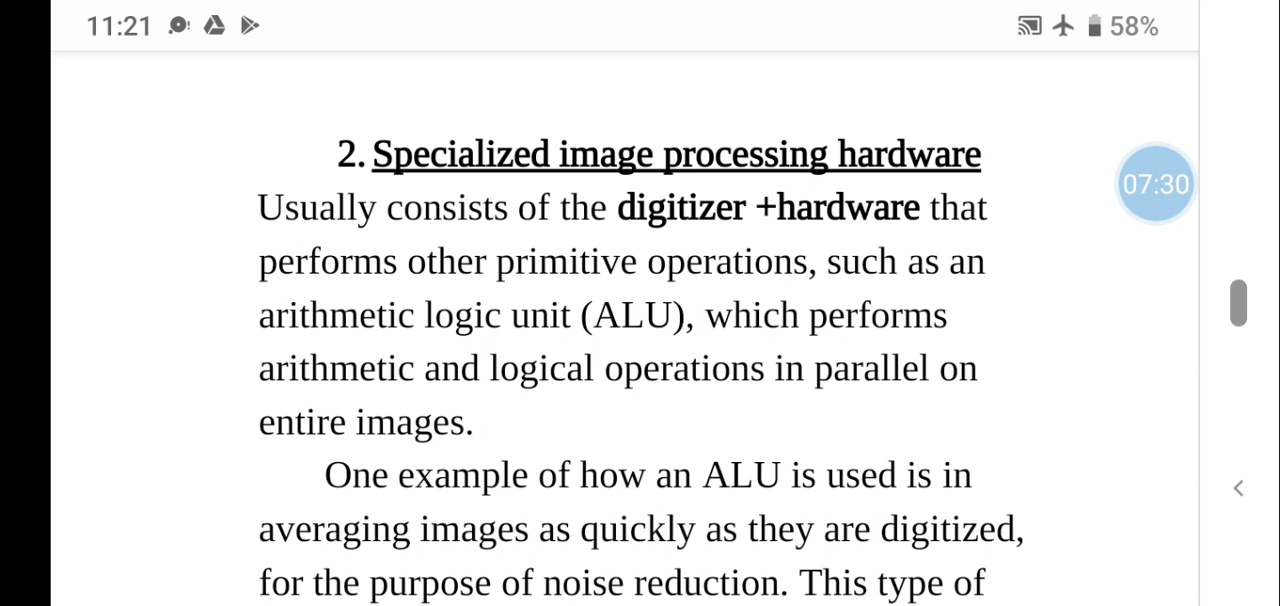 11:21 58%
2. Specialized image processing hardware
Usually consists of the digitizer +hardware that
07:30
performs other primitive operations, such as an
arithmetic logic unit (ALU), which performs
arithmetic and logical operations in parallel on
entire images.
One example of how an ALU is used is in
averaging images as quickly as they are digitized,
for the purpose of noise reduction. This type of